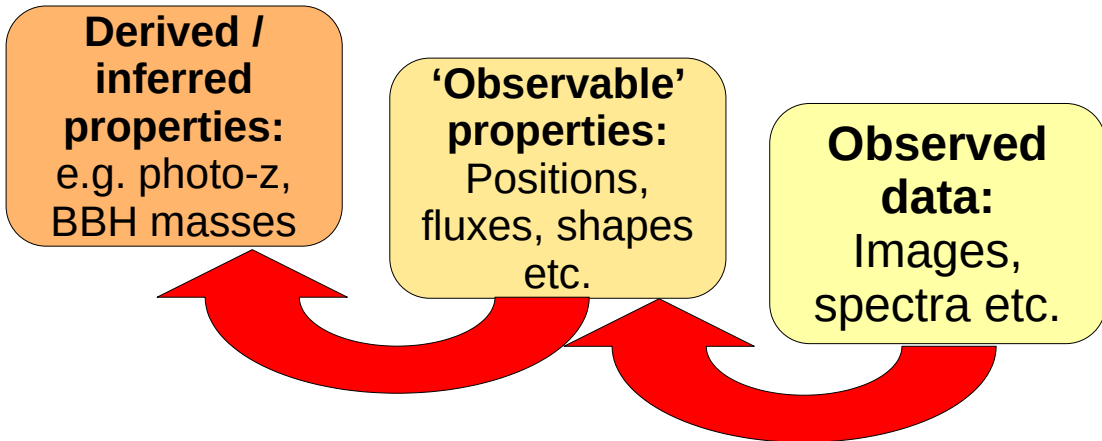 Derived /
inferred
properties:
e.g. photo-z,
BBH masses
‘Observable’
properties:
Positions,
fluxes, shapes
etc.
Observed
data:
Images,
spectra etc.